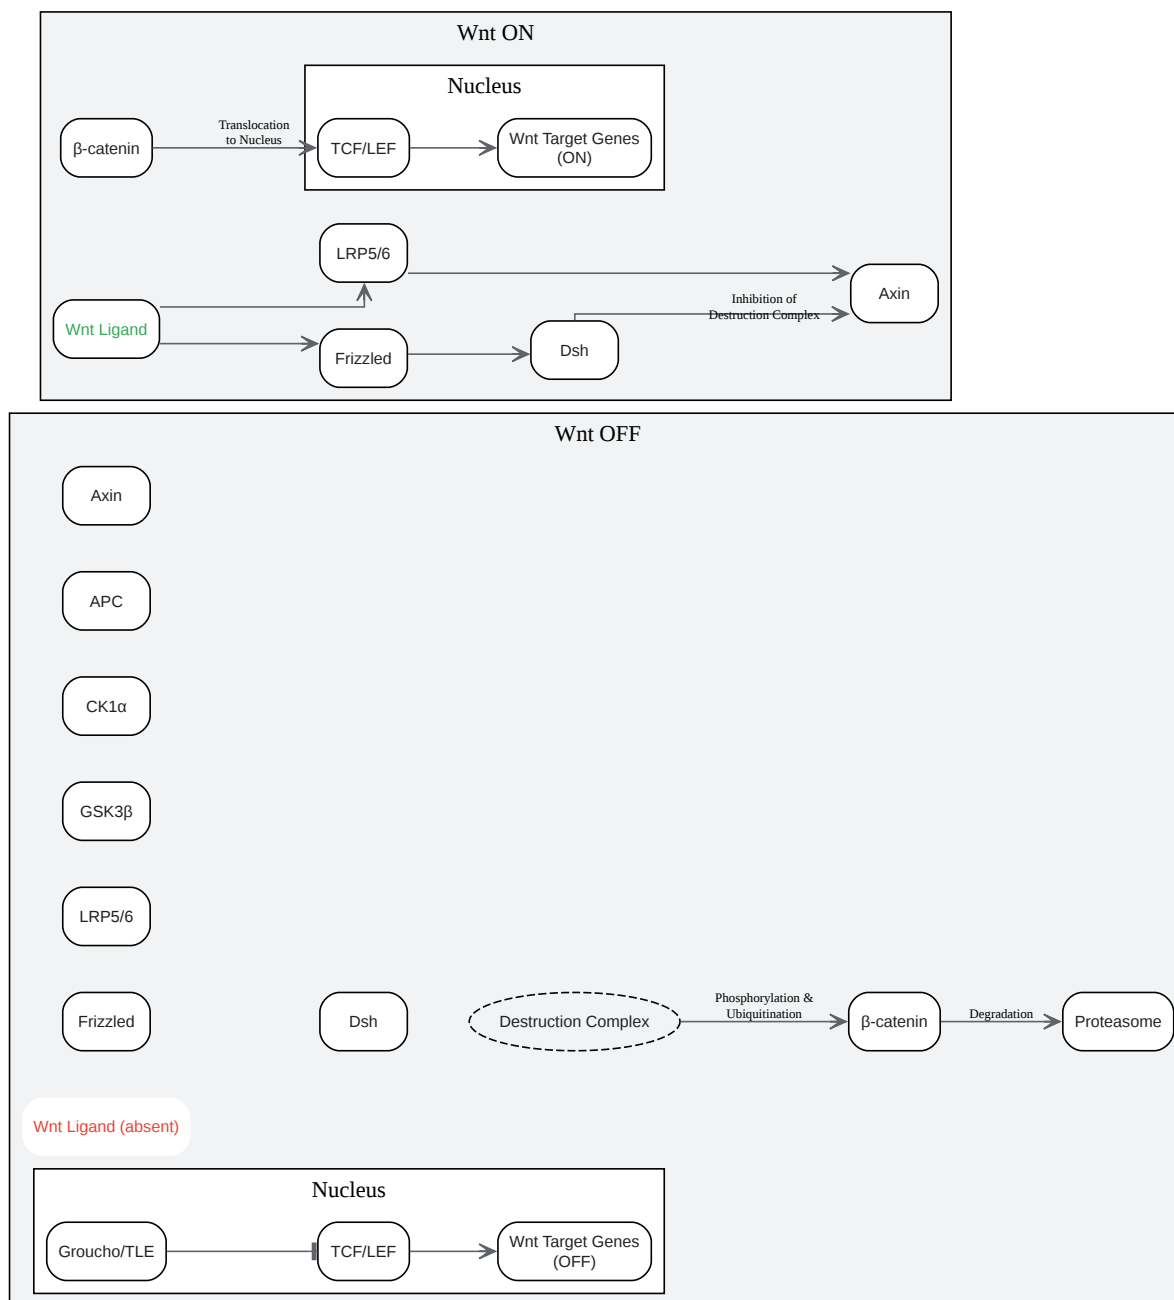 Wnt ON
Nucleus
Translocation
to Nucleus
β-catenin
TCF/LEF
Wnt Target Genes
(ON)
LRP5/6
Axin
Inhibition of
Destruction Complex
Wnt Ligand
Frizzled
Dsh
Wnt OFF
Axin
APC
CK1α
GSK3β
LRP5/6
Frizzled
Dsh
Destruction Complex
Phosphorylation &
Ubiquitination
β-catenin
Degradation
Proteasome
Wnt Ligand (absent)
Nucleus
Groucho/TLE
TCF/LEF
Wnt Target Genes
(OFF)